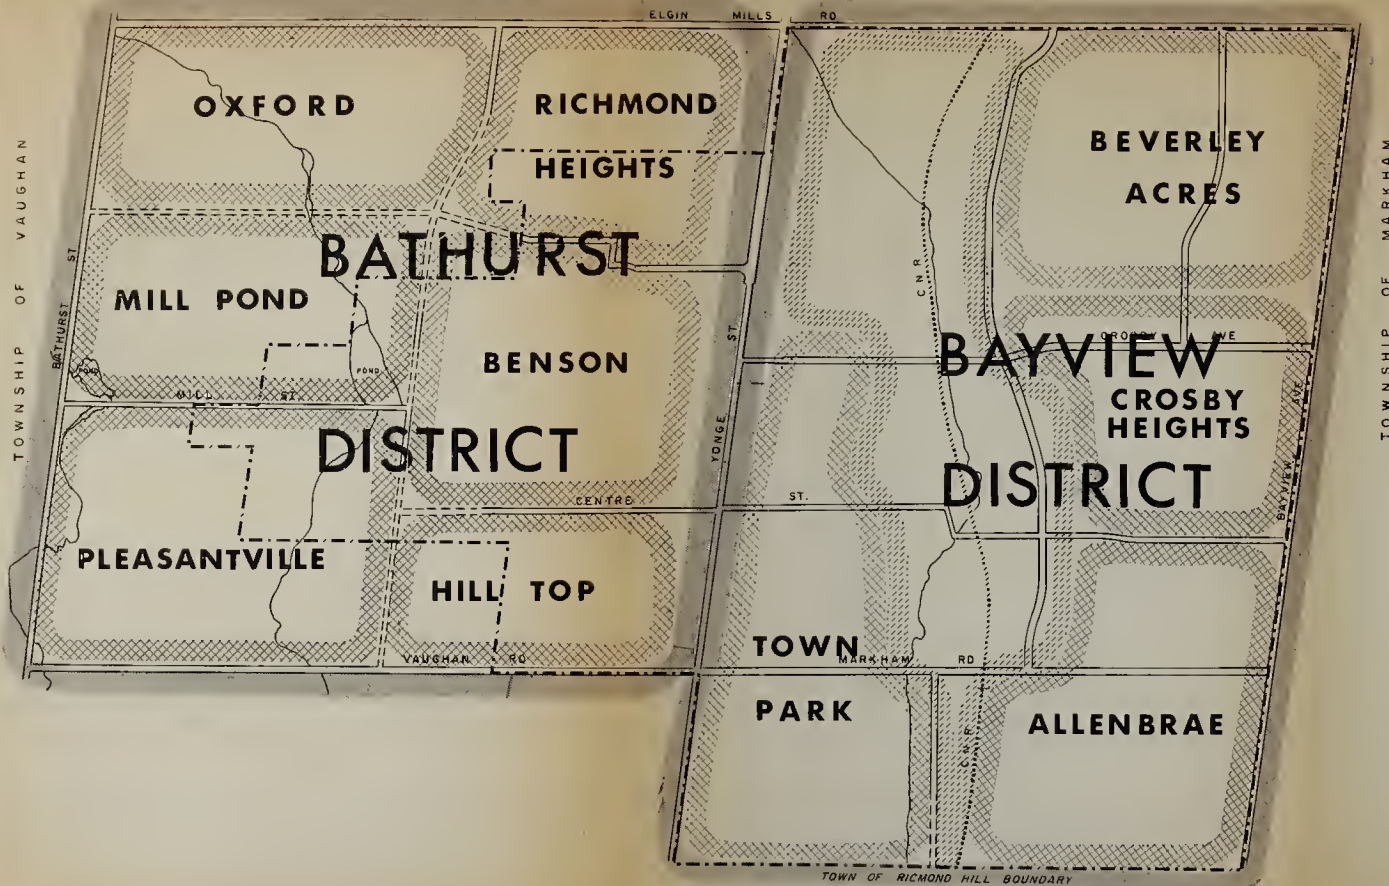 ELGIN MILLS RD
OXFORD
RICHMOND
HEIGHTS
BEVERLEY
ACRES
TOWNSHIP OF VAUGHAN
TOWNSHIP OF MARKHAM
BATHURST
DISTRICT
BATHURST ST
MILL POND
POND
POND
MILL ST.
BENSON
YONGE ST
C N R
BAYVIEW
DISTRICT
CROSBY AVE
CROSBY
HEIGHTS
BAYVIEW AVE
CENTRE ST.
PLEASANTVILLE
HILL TOP
VAUGHAN RD
TOWN
PARK
MARKHAM RD
C N R
ALLENBRAE
TOWN OF RICMOND HILL BOUNDARY